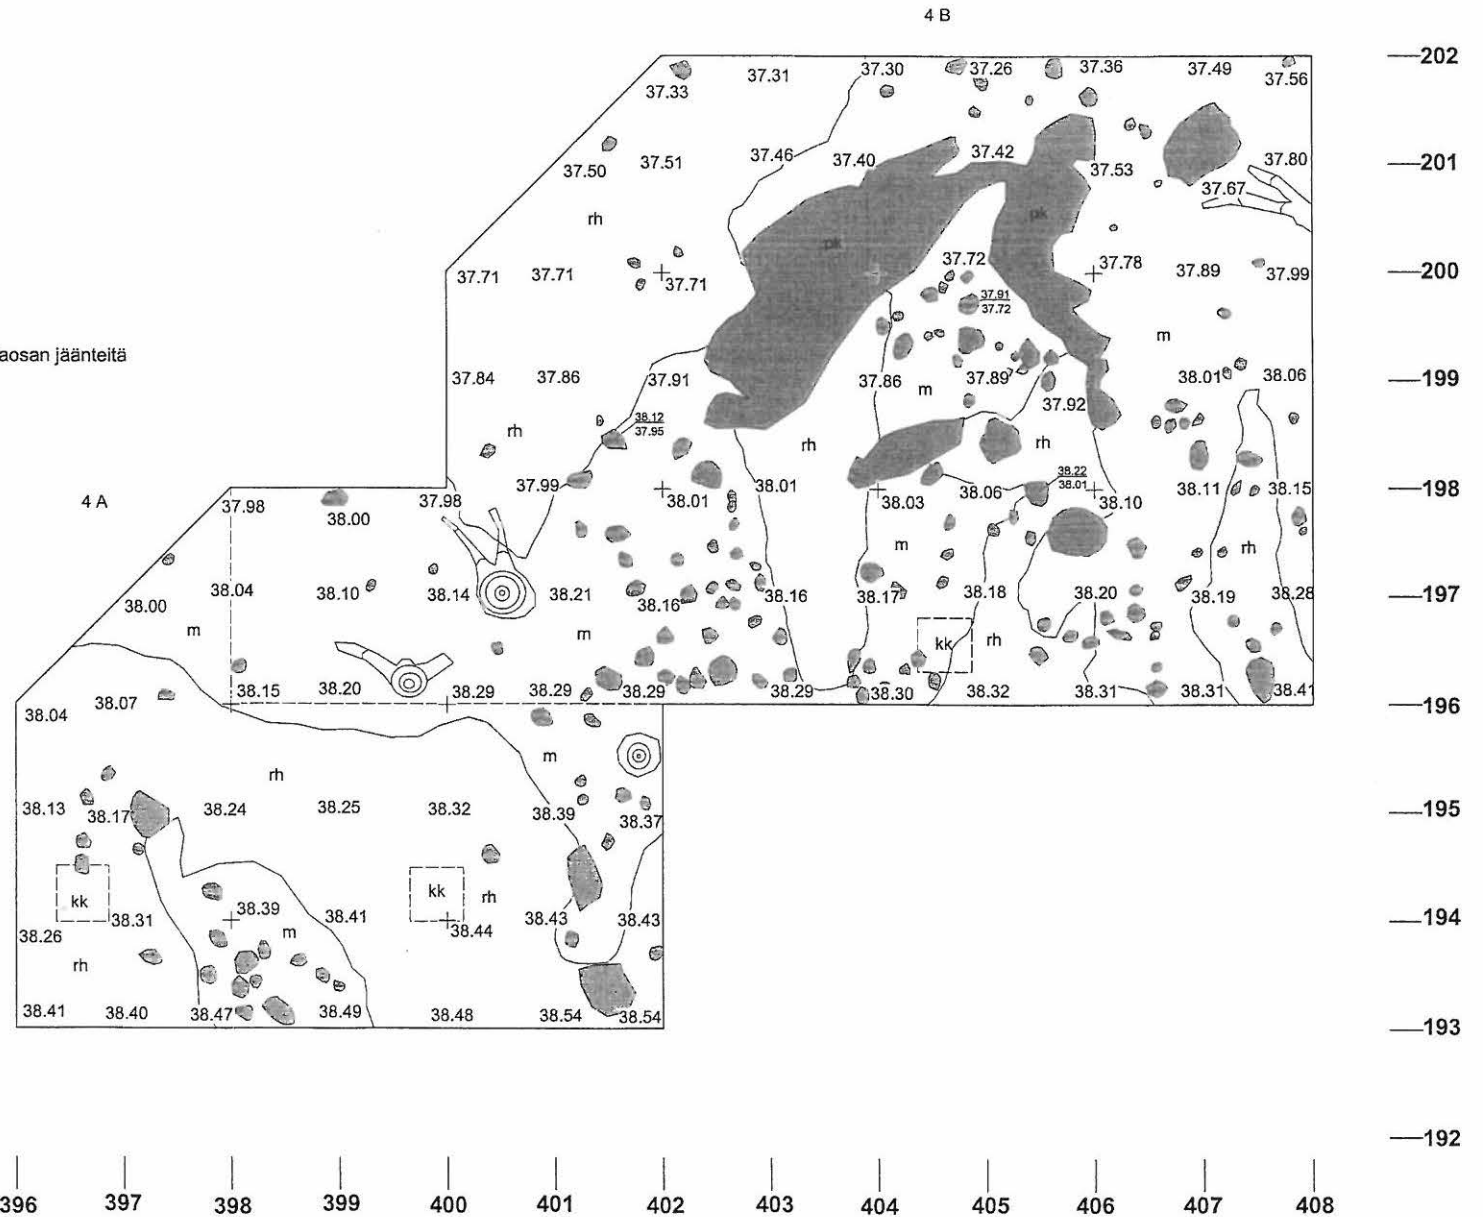 4 B
202
37.33 37.31 37.30 37.26 37.36 37.49 37.56
37.50 37.51 37.46 37.40 37.42 37.53 37.80
201
37.67
rh pk pk
37.71 37.71 37.71 37.72 37.78 37.89 37.99
200
37.91
37.72
m
aosan jäänteitä
37.84 37.86 37.91 37.86 37.89 38.01 38.06
199
m 37.92
38.12
37.95
rh rh rh
38.22
38.01
4 A
37.98 38.00 37.98 37.99 38.01 38.01 38.03 38.06 38.10 38.11 38.15
198
m rh
38.00 38.04 38.10 38.14 38.21 38.16 38.16 38.17 38.18 38.20 38.19 38.28
197
m m kk rh
38.15 38.20 38.29 38.29 38.29 38.29 38.30 38.32 38.31 38.31 38.41
196
38.04 38.07
m
rh
38.13 38.17 38.24 38.25 38.32 38.39 38.37
195
kk kk rh
38.31 38.39 38.41 38.44 38.43 38.43
194
38.26 m
rh
38.41 38.40 38.47 38.49 38.48 38.54 38.54
193
192
396 397 398 399 400 401 402 403 404 405 406 407 408